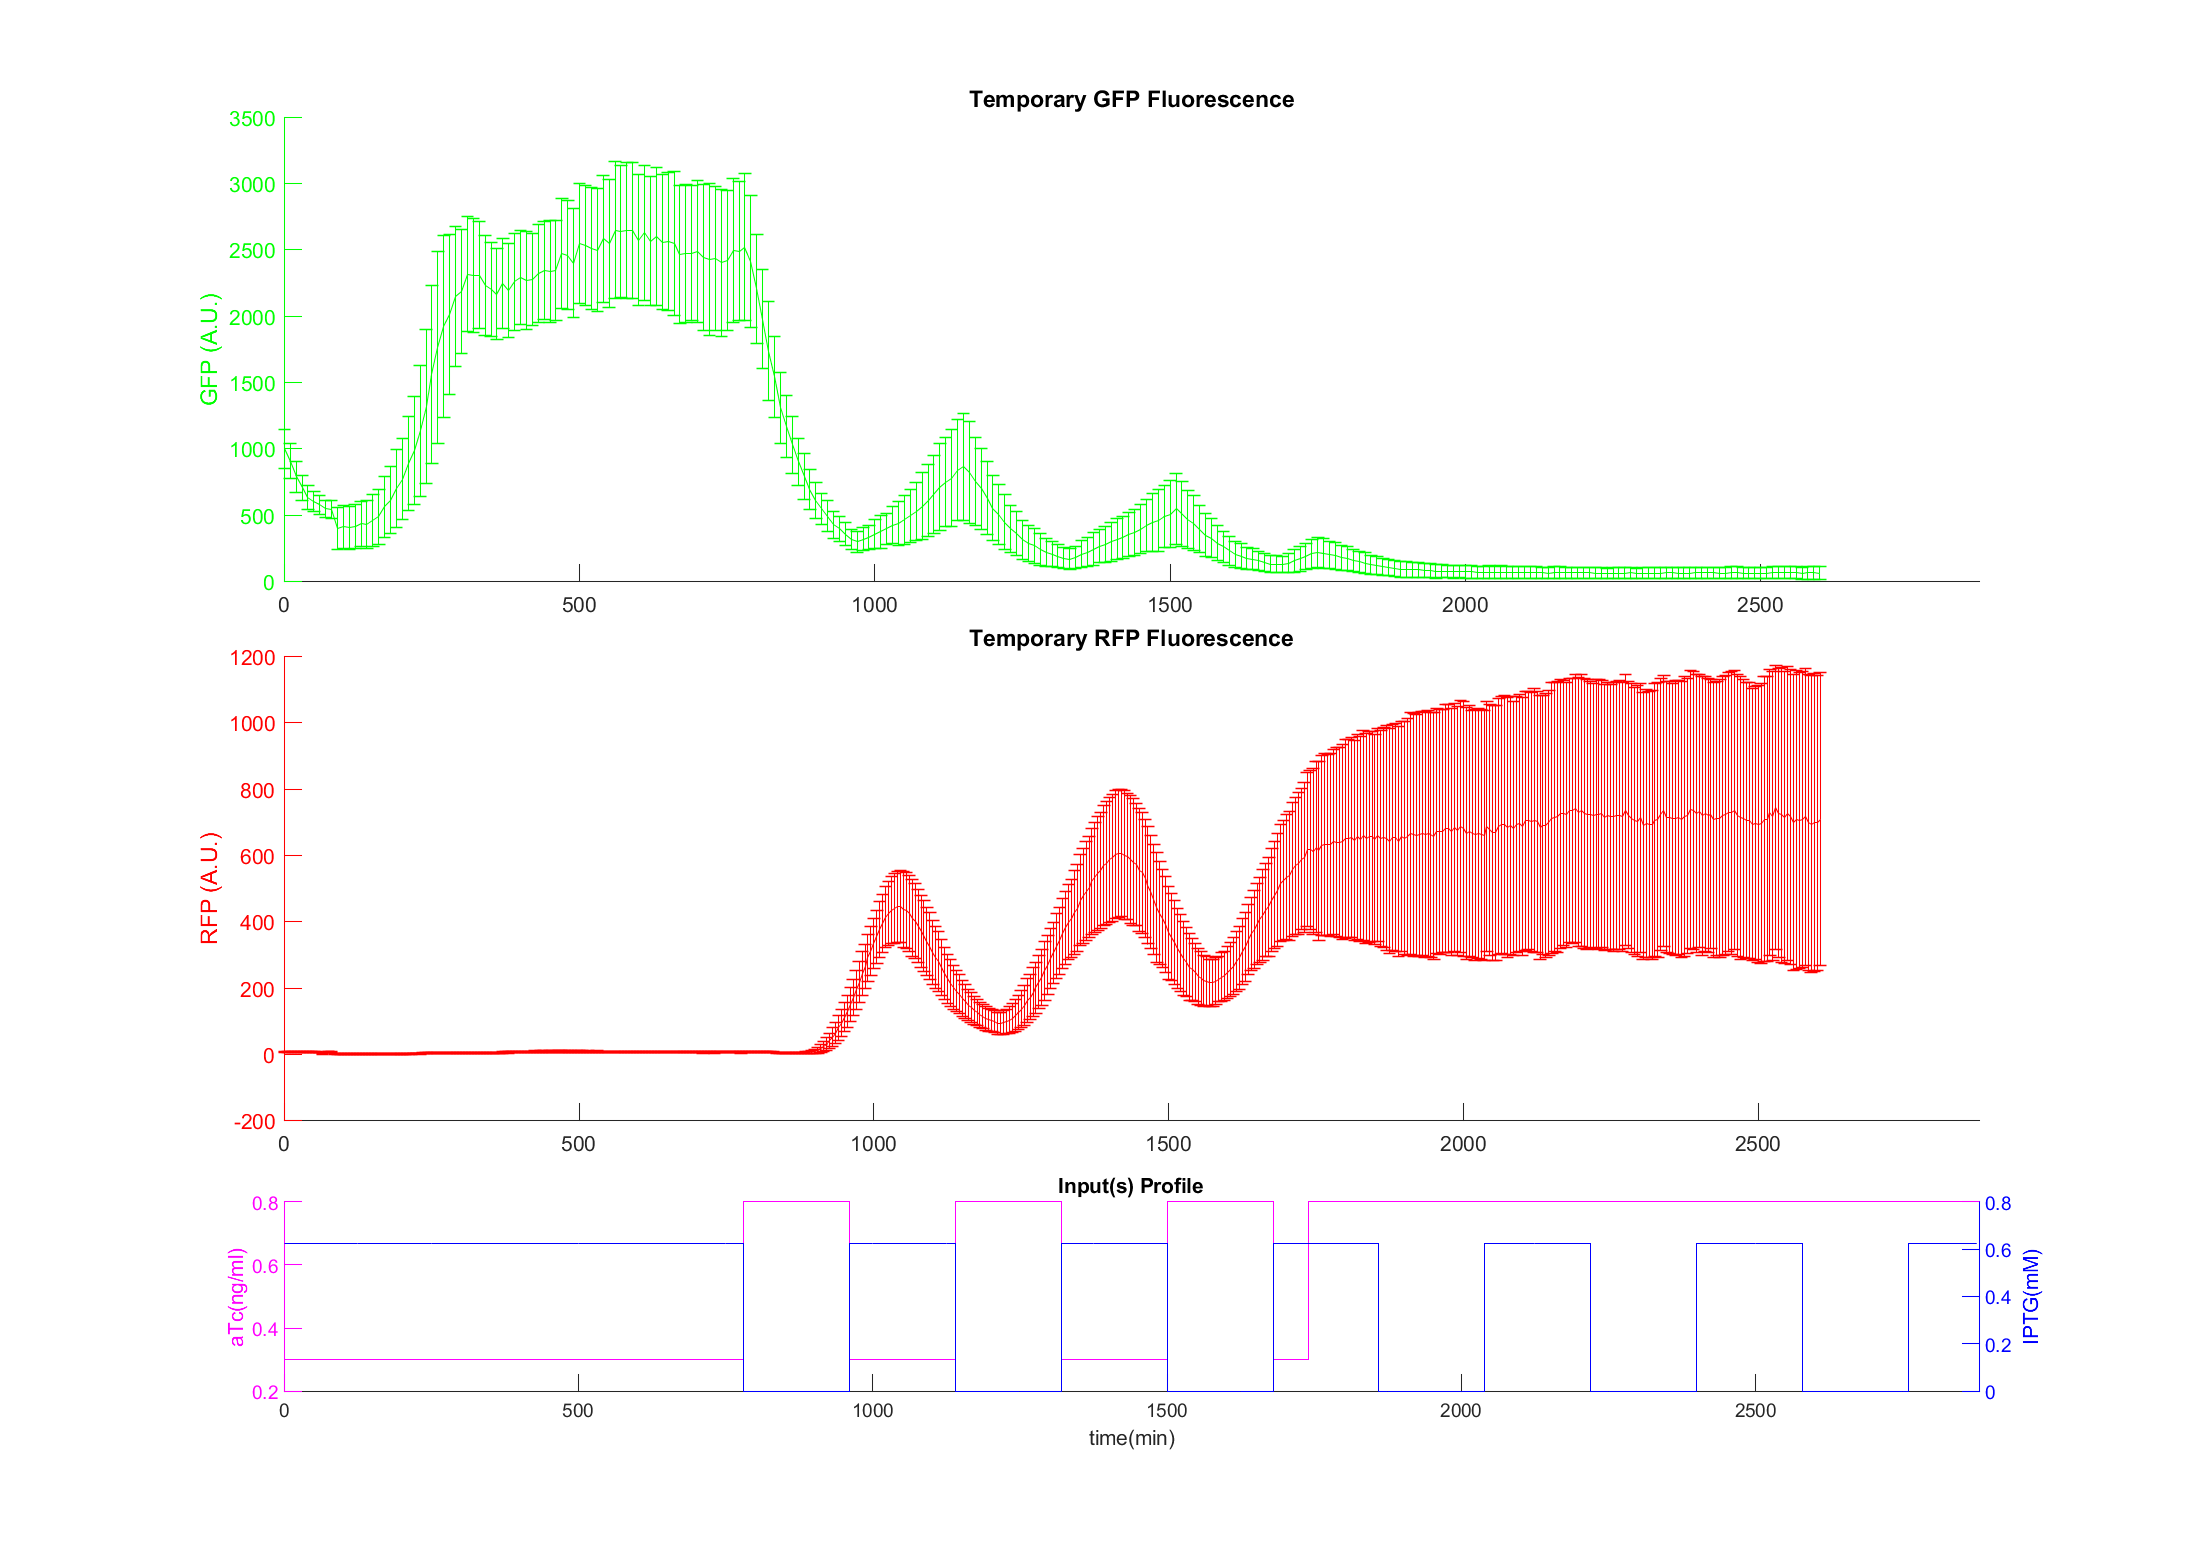 Temporary GFP Fluorescence
3500
3000
2500
2000
1500
1000
500
0
GFP (A.U.)
0 500 1000 1500 2000 2500
Temporary RFP Fluorescence
1200
1000
800
600
400
200
0
-200
RFP (A.U.)
0 500 1000 1500 2000 2500
Input(s) Profile
0.8
0.6
0.4
0.2
aTc(ng/ml)
0.8
0.6
0.4
0.2
0
IPTG(mM)
0 500 1000 1500 2000 2500
time(min)